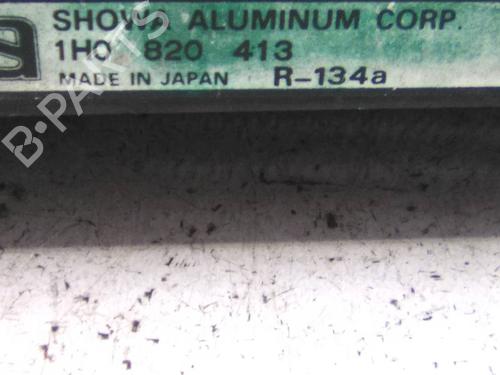 SHOWA ALUMINUM CORP.
1H0 820 413
MADE IN JAPAN R-134a
B-PARTS